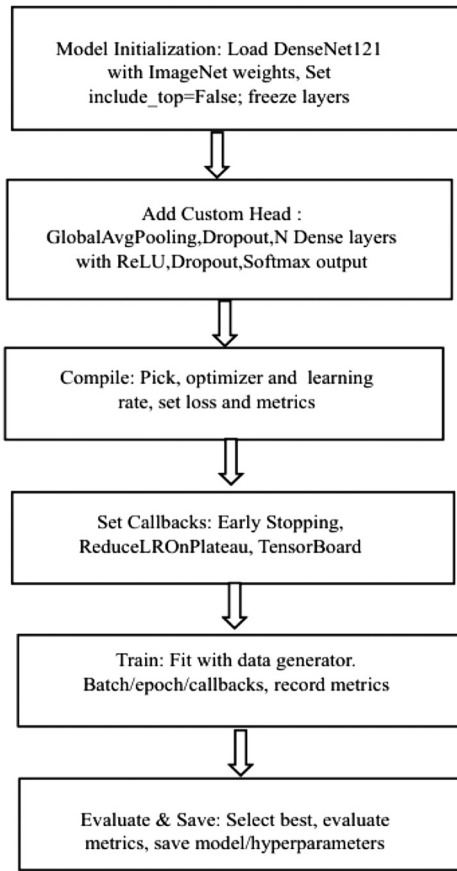 Model Initialization: Load DenseNet121
with ImageNet weights, Set
include_top=False; freeze layers
Add Custom Head :
GlobalAvgPooling,Dropout,N Dense layers
with ReLU,Dropout,Softmax output
Compile: Pick, optimizer and learning
rate, set loss and metrics
Set Callbacks: Early Stopping,
ReduceLROnPlateau, TensorBoard
Train: Fit with data generator.
Batch/epoch/callbacks, record metrics
Evaluate & Save: Select best, evaluate
metrics, save model/hyperparameters